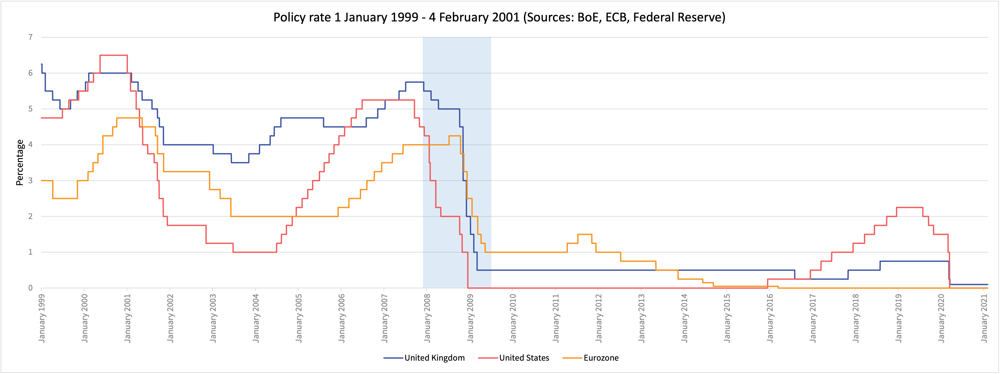 Policy rate 1 January 1999 - 4 February 2001 (Sources: BoE, ECB, Federal Reserve)
Percentage
7
6
5
4
3
2
1
0
January 1999
January 2000
January 2001
January 2002
January 2003
January 2004
January 2005
January 2006
January 2007
January 2008
January 2009
January 2010
January 2011
January 2012
January 2013
January 2014
January 2015
January 2016
January 2017
January 2018
January 2019
January 2020
January 2021
United Kingdom
United States
Eurozone